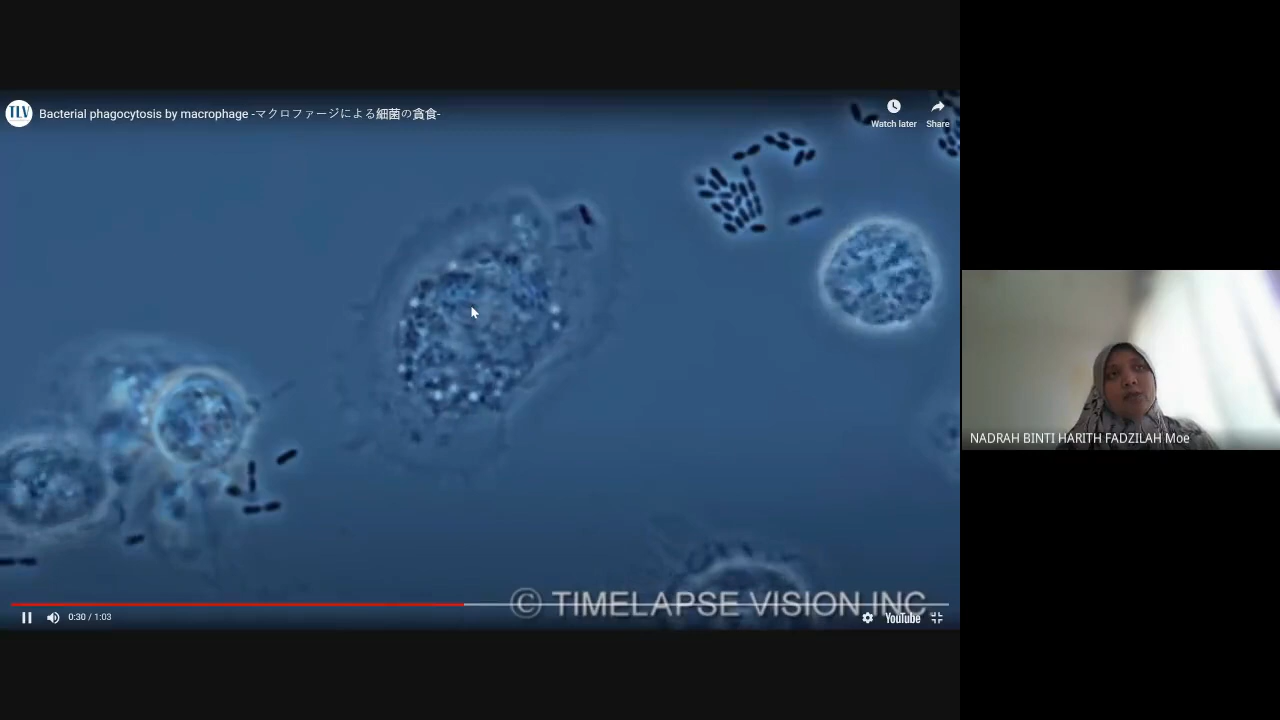 TLV
Bacterial phagocytosis by macrophage -マクロファージによる細菌の貪食-
Watch later
Share
NADRAH BINTI HARITH FADZILAH Moe
© TIMELAPSE VISION INC
0:30 / 1:03
YouTube